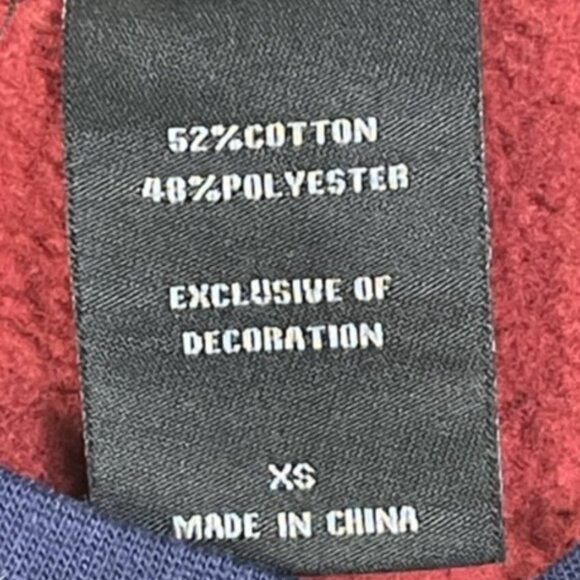 52%COTTON
48%POLYESTER
EXCLUSIVE OF
DECORATION
XS
MADE IN CHINA